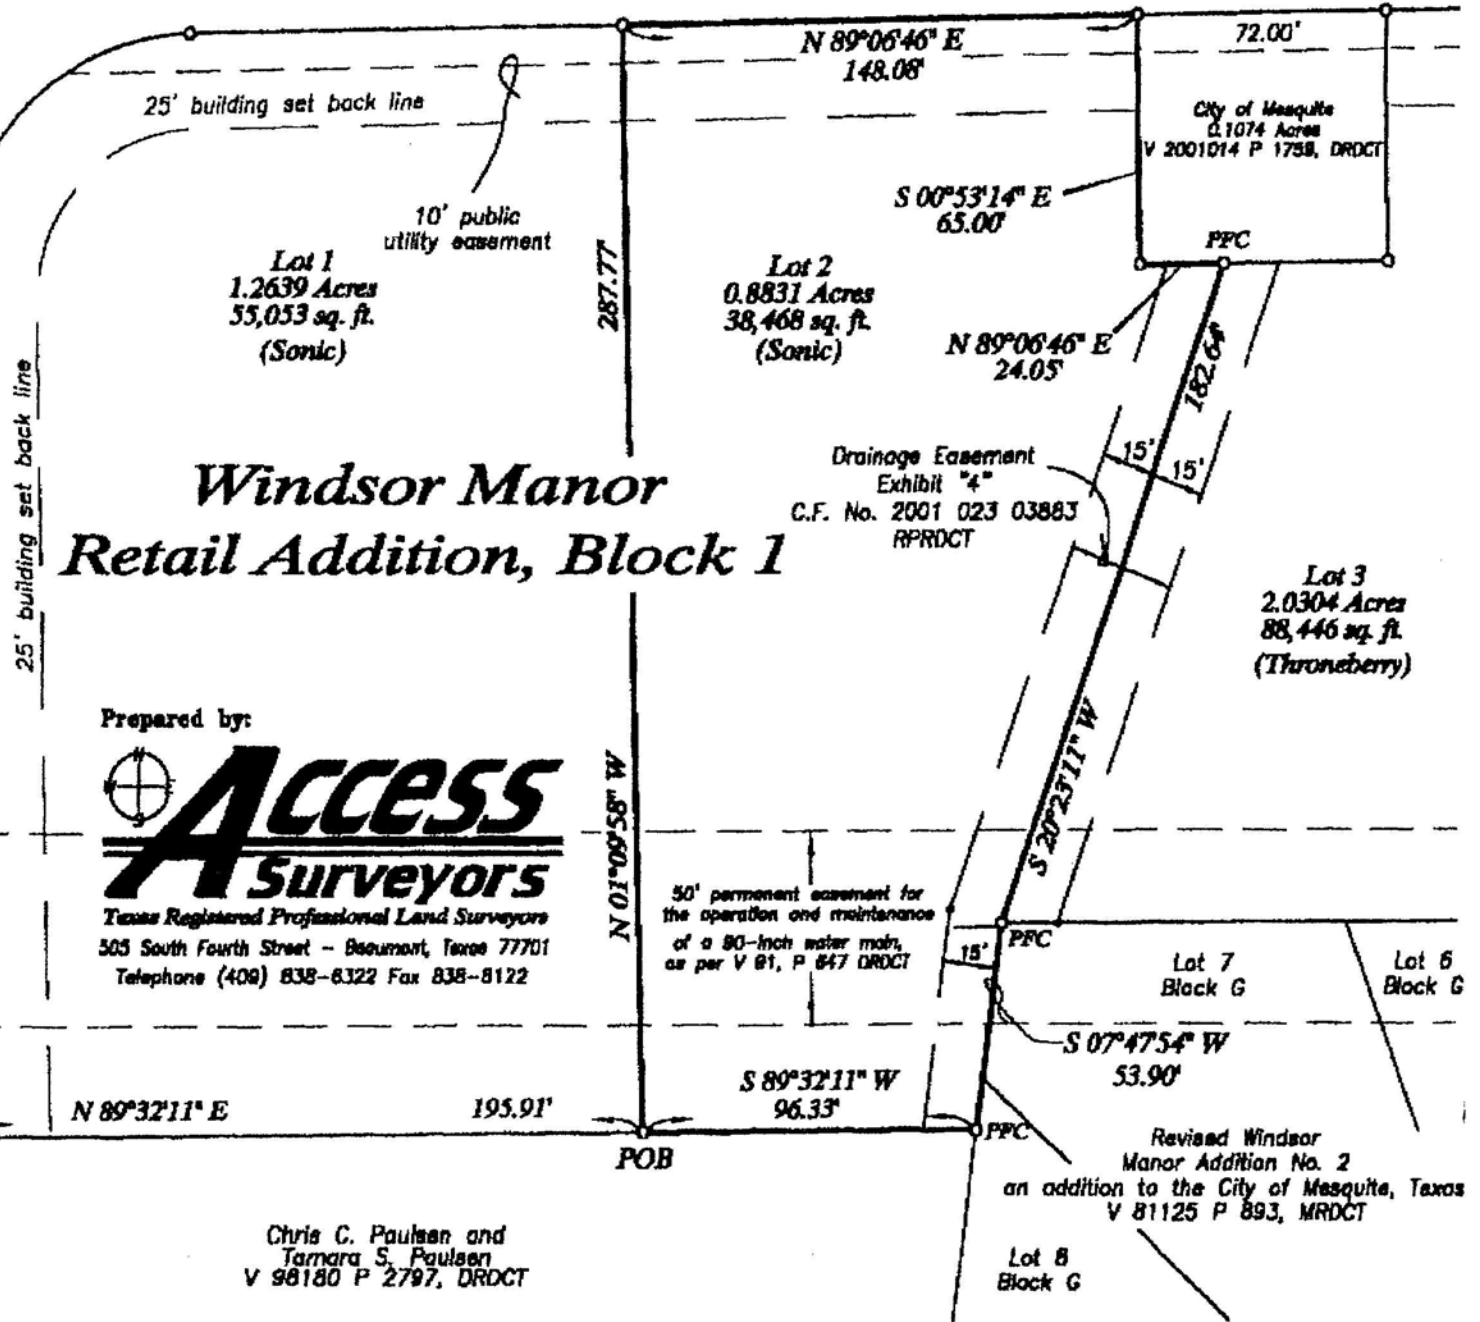 N 89°06'46" E
148.08'
72.00'
25' building set back line
City of Mesquite
0.1074 Acres
V 2001014 P 1758, DRDCT
10' public
utility easement
S 00°53'14" E
65.00'
PFC
Lot 1
1.2639 Acres
55,053 sq. ft.
(Sonic)
287.77'
Lot 2
0.8831 Acres
38,468 sq. ft.
(Sonic)
N 89°06'46" E
24.05'
182.64'
25' building set back line
Windsor Manor
Retail Addition, Block 1
Drainage Easement
Exhibit "4"
C.F. No. 2001 023 03883
RPRDCT
15'
15'
Lot 3
2.0304 Acres
88,446 sq. ft.
(Throneberry)
Prepared by:
N
W
E
S
Access
Surveyors
Texas Registered Professional Land Surveyors
505 South Fourth Street - Beaumont, Texas 77701
Telephone (409) 838-6322 Fax 838-6122
N 01°09'58" W
S 20°23'11" W
50' permanent easement for
the operation and maintenance
of a 90-inch water main,
as per V 81, P 647 DRDCT
15'
PFC
Lot 7
Block G
Lot 6
Block G
S 07°47'54" W
53.90'
N 89°32'11" E
195.91'
S 89°32'11" W
96.33'
POB
PFC
Revised Windsor
Manor Addition No. 2
an addition to the City of Mesquite, Texas
V 81125 P 893, MRDCT
Chris C. Paulsen and
Tamara S. Paulsen
V 98180 P 2797, DRDCT
Lot 8
Block G